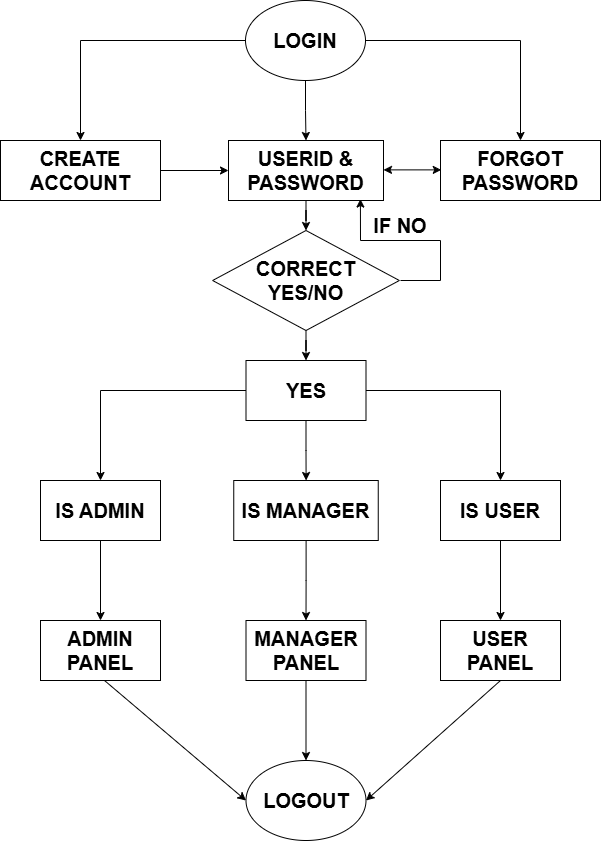 LOGIN
CREATE
ACCOUNT
USERID &
PASSWORD
FORGOT
PASSWORD
IF NO
CORRECT
YES/NO
YES
IS ADMIN
IS MANAGER
IS USER
ADMIN
PANEL
MANAGER
PANEL
USER
PANEL
LOGOUT